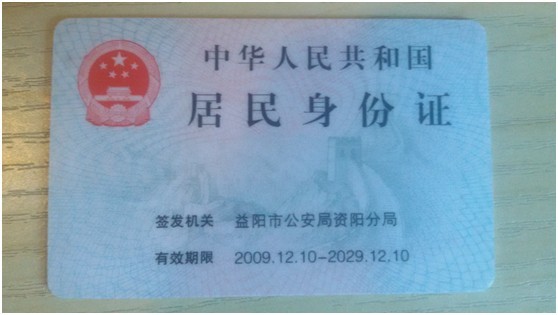 中华人民共和国
居民身份证
签发机关 益阳市公安局资阳分局
有效期限 2009.12.10-2029.12.10